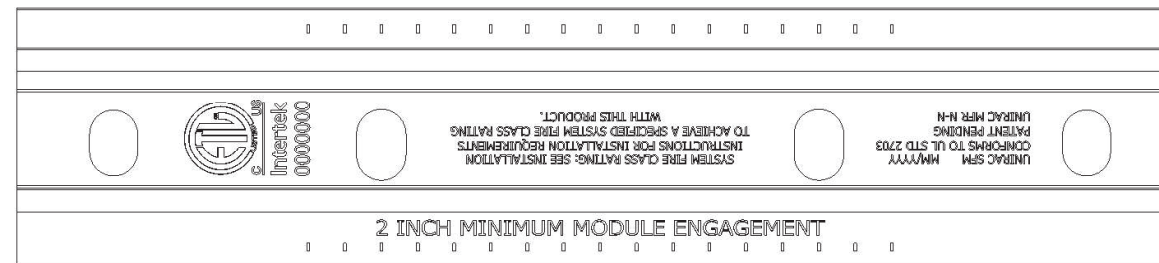 C US
Intertek
0000000
SYSTEM FIRE CLASS RATING: SEE INSTALLATION
INSTRUCTIONS FOR INSTALLATION REQUIREMENTS
TO ACHIEVE A SPECIFIED SYSTEM FIRE CLASS RATING
WITH THIS PRODUCT.
UNIRAC SFM MM/YYYY
CONFORMS TO UL STD 2703
PATENT PENDING
UNIRAC MFR N-N
2 INCH MINIMUM MODULE ENGAGEMENT